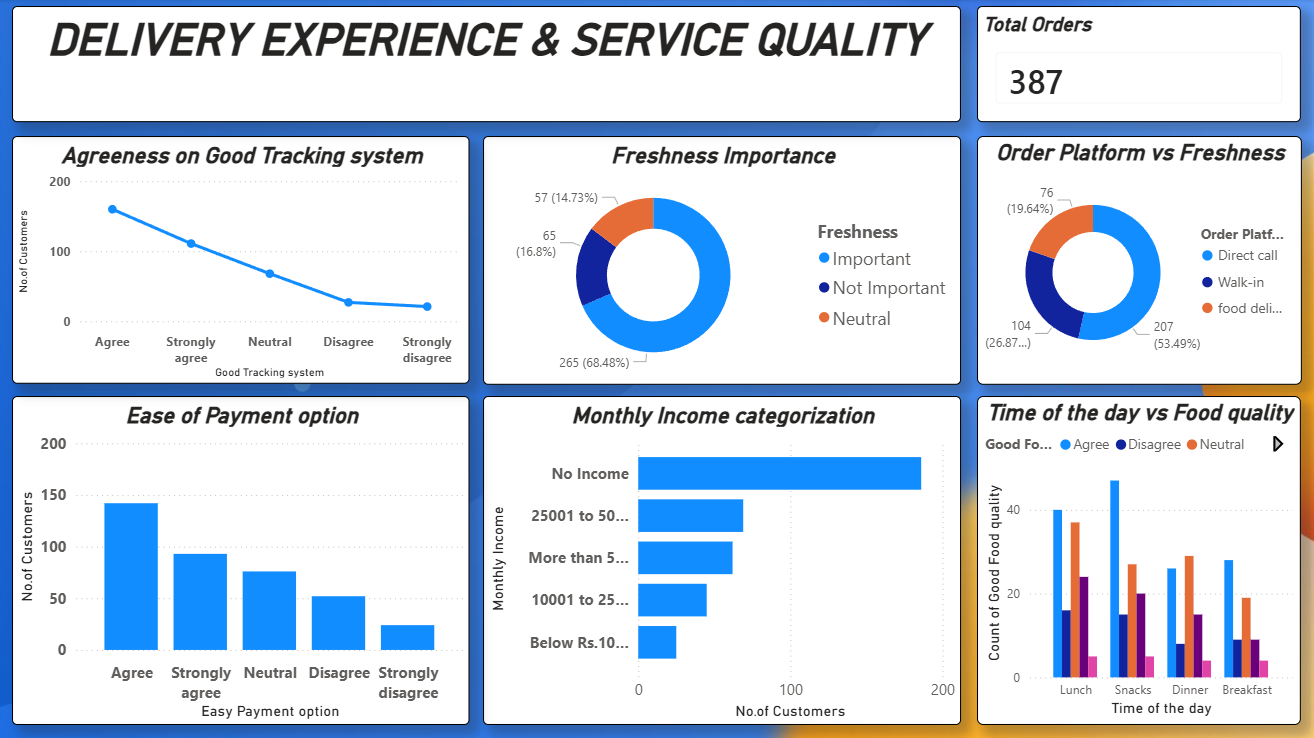 DELIVERY EXPERIENCE & SERVICE QUALITY
Total Orders
387
Agreeness on Good Tracking system
No.of Customers
200
100
0
Agree
Strongly agree
Neutral
Disagree
Strongly disagree
Good Tracking system
Freshness Importance
57 (14.73%)
65
(16.8%)
265 (68.48%)
Freshness
Important
Not Important
Neutral
Order Platform vs Freshness
76
(19.64%)
104
(26.87...)
207
(53.49%)
Order Platf...
Direct call
Walk-in
food deli...
Ease of Payment option
No.of Customers
200
150
100
50
0
Agree
Strongly agree
Neutral
Disagree
Strongly disagree
Easy Payment option
Monthly Income categorization
Monthly Income
No Income
25001 to 50...
More than 5...
10001 to 25...
Below Rs.10...
0
100
200
No.of Customers
Time of the day vs Food quality
Good Fo...
Agree
Disagree
Neutral
Count of Good Food quality
40
20
0
Lunch
Snacks
Dinner
Breakfast
Time of the day